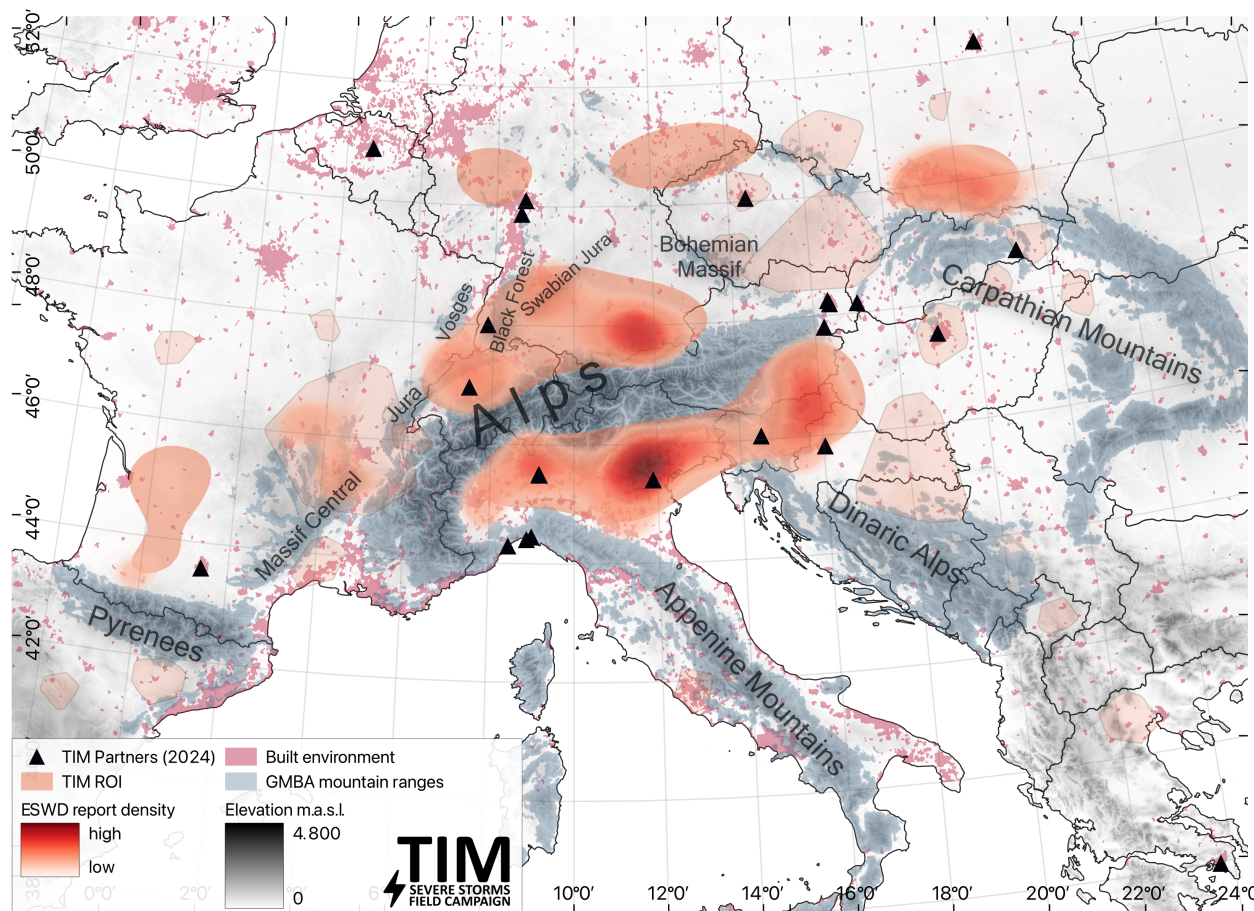 52°0'
50°0'
48°0'
46°0'
44°0'
42°0'
Vosges
Black Forest
Swabian Jura
Bohemian
Massif
Carpathian Mountains
Jura
Alps
Massif Central
Pyrenees
Dinaric Alps
Appenine Mountains
TIM Partners (2024)
TIM ROI
Built environment
GMBA mountain ranges
ESWD report density
high
low
Elevation m.a.s.l.
4.800
0
TIM
SEVERE STORMS
FIELD CAMPAIGN
0°0'
2°0'
10°0'
12°0'
14°0'
16°0'
18°0'
20°0'
22°0'
24°0'